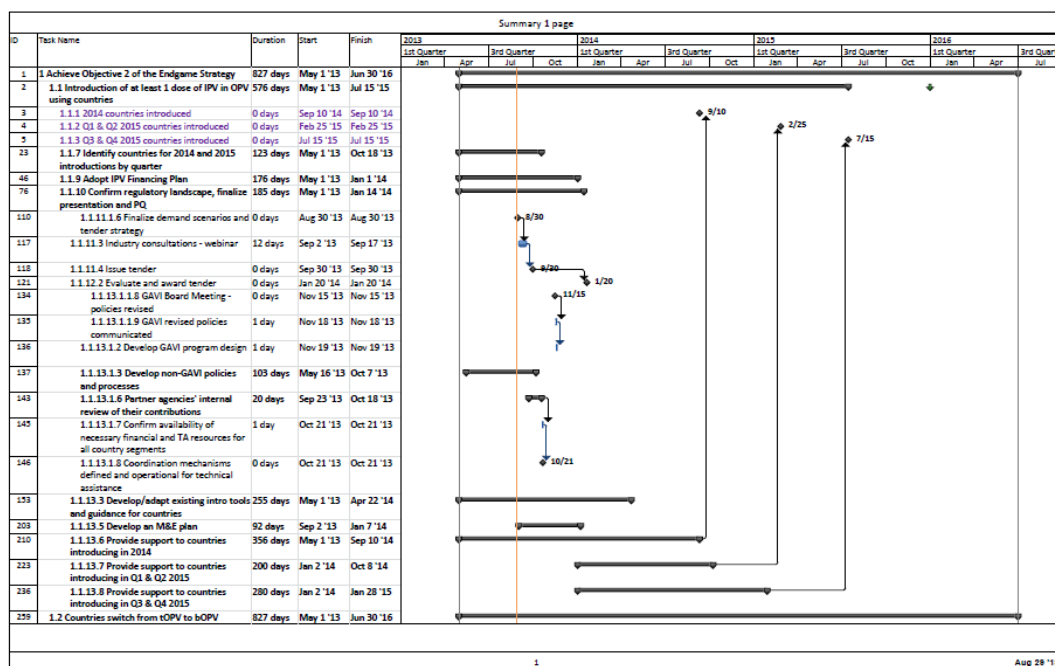 Summary 1 page
ID Task Name Duration Start Finish 2013 2014 2015 2016
1st Quarter 3rd Quarter 1st Quarter 3rd Quarter 1st Quarter 3rd Quarter 1st Quarter 3rd Quarter
Jan Apr Jul Oct Jan Apr Jul Oct Jan Apr Jul Oct Jan Apr Jul
1 1 Achieve Objective 2 of the Endgame Strategy 827 days May 1 '13 Jun 30 '16
2 1.1 Introduction of at least 1 dose of IPV in OPV 576 days May 1 '13 Jul 15 '15
using countries
3 1.1.1 2014 countries introduced 0 days Sep 10 '14 Sep 10 '14 9/10
4 1.1.2 Q1 & Q2 2015 countries introduced 0 days Feb 25 '15 Feb 25 '15 2/25
5 1.1.3 Q3 & Q4 2015 countries introduced 0 days Jul 15 '15 Jul 15 '15 7/15
23 1.1.7 Identify countries for 2014 and 2015 123 days May 1 '13 Oct 18 '13
introductions by quarter
46 1.1.9 Adopt IPV Financing Plan 176 days May 1 '13 Jan 1 '14
76 1.1.10 Confirm regulatory landscape, finalize 185 days May 1 '13 Jan 14 '14
presentation and PQ
110 1.1.11.1.6 Finalize demand scenarios and 0 days Aug 30 '13 Aug 30 '13 8/30
tender strategy
117 1.1.11.3 Industry consultations - webinar 12 days Sep 2 '13 Sep 17 '13
118 1.1.11.4 Issue tender 0 days Sep 30 '13 Sep 30 '13 9/30
121 1.1.12.2 Evaluate and award tender 0 days Jan 20 '14 Jan 20 '14 1/20
134 1.1.13.1.1.8 GAVI Board Meeting - 0 days Nov 15 '13 Nov 15 '13 11/15
policies revised
135 1.1.13.1.1.9 GAVI revised policies 1 day Nov 18 '13 Nov 18 '13
communicated
136 1.1.13.1.2 Develop GAVI program design 1 day Nov 19 '13 Nov 19 '13
137 1.1.13.1.3 Develop non-GAVI policies 103 days May 16 '13 Oct 7 '13
and processes
143 1.1.13.1.6 Partner agencies' internal 20 days Sep 23 '13 Oct 18 '13
review of their contributions
145 1.1.13.1.7 Confirm availability of 1 day Oct 21 '13 Oct 21 '13
necessary financial and TA resources for
all country segments
146 1.1.13.1.8 Coordination mechanisms 0 days Oct 21 '13 Oct 21 '13 10/21
defined and operational for technical
assistance
153 1.1.13.3 Develop/adapt existing intro tools 255 days May 1 '13 Apr 22 '14
and guidance for countries
203 1.1.13.5 Develop an M&E plan 92 days Sep 2 '13 Jan 7 '14
210 1.1.13.6 Provide support to countries 356 days May 1 '13 Sep 10 '14
introducing in 2014
223 1.1.13.7 Provide support to countries 200 days Jan 2 '14 Oct 8 '14
introducing in Q1 & Q2 2015
236 1.1.13.8 Provide support to countries 280 days Jan 2 '14 Jan 28 '15
introducing in Q3 & Q4 2015
259 1.2 Countries switch from tOPV to bOPV 827 days May 1 '13 Jun 30 '16
1 Aug 29 '1